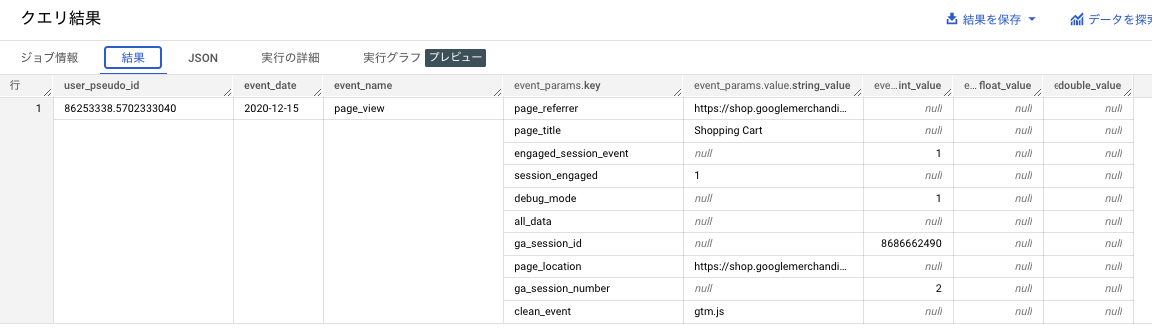 クエリ結果
結果を保存 データを探索
ジョブ情報 結果 JSON 実行の詳細 実行グラフ プレビュー
行 user_pseudo_id event_date event_name event_params.key event_params.value.string_value eve...int_value e...float_value double_value
1 86253338.5702333040 2020-12-15 page_view page_referrer https://shop.googlemerchandi... null null null
page_title Shopping Cart null null null
engaged_session_event null 1 null null
session_engaged 1 null null null
debug_mode null 1 null null
all_data null null null null
ga_session_id null 8686662490 null null
page_location https://shop.googlemerchandi... null null null
ga_session_number null 2 null null
clean_event gtm.js null null null